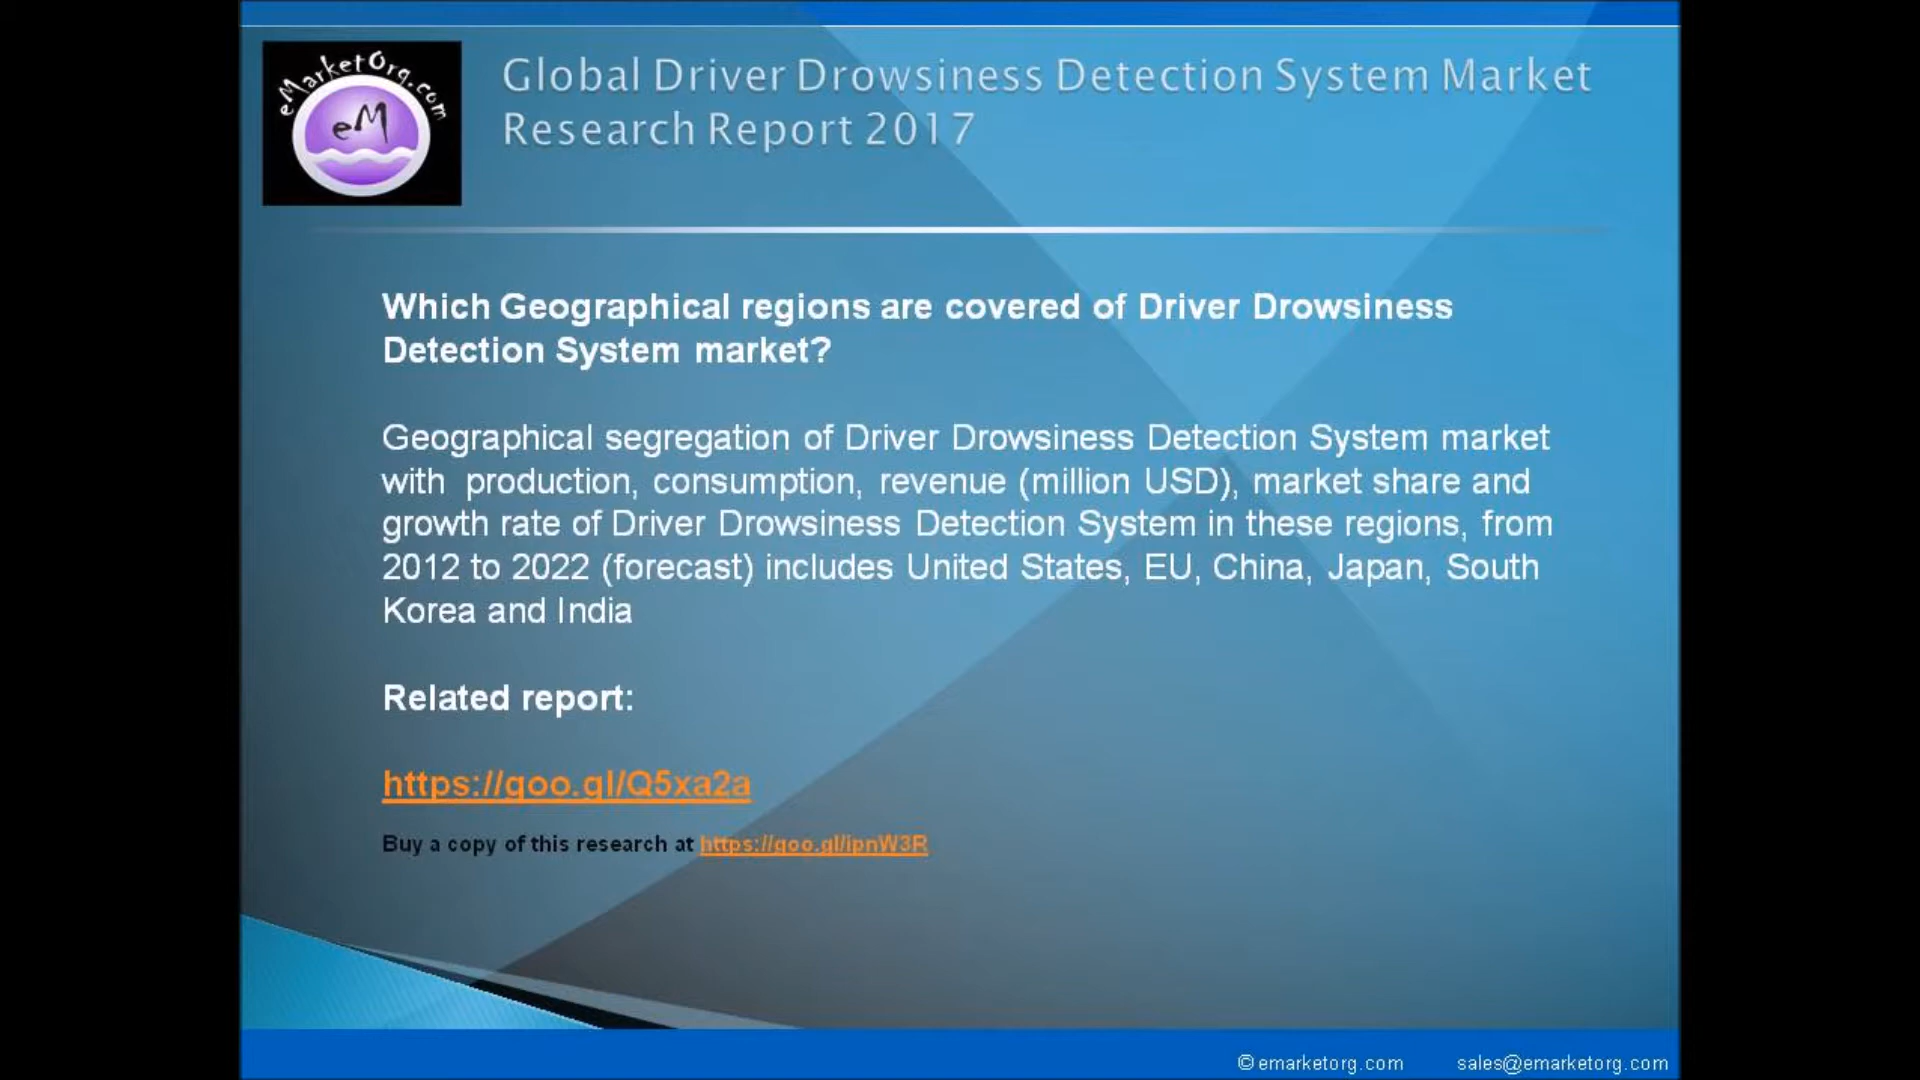 eMarketOrg.com
eM
Global Driver Drowsiness Detection System Market
Research Report 2017
Which Geographical regions are covered of Driver Drowsiness
Detection System market?
Geographical segregation of Driver Drowsiness Detection System market
with production, consumption, revenue (million USD), market share and
growth rate of Driver Drowsiness Detection System in these regions, from
2012 to 2022 (forecast) includes United States, EU, China, Japan, South
Korea and India
Related report:
https://goo.gl/Q5xa2a
Buy a copy of this research at https://goo.gl/ipnW3R
© emarketorg.com sales@emarketorg.com